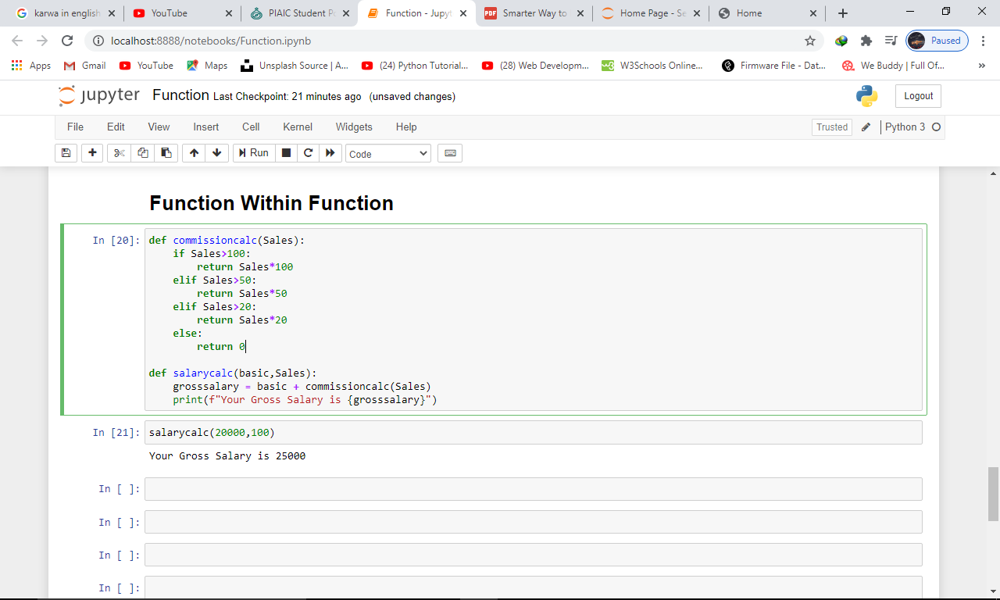 karwa in english
YouTube
PIAIC Student Po
Function - Jupyt
Smarter Way to
Home Page - Se
Home
localhost:8888/notebooks/Function.ipynb
Paused
Apps
Gmail
YouTube
Maps
Unsplash Source | A...
(24) Python Tutorial...
(28) Web Developm...
W3Schools Online...
Firmware File - Dat...
We Buddy | Full Of...
»
jupyter Function Last Checkpoint: 21 minutes ago (unsaved changes)
Logout
File Edit View Insert Cell Kernel Widgets Help
Trusted
Python 3
Run
Code
Function Within Function
In [20]:
def commissioncalc(Sales):
    if Sales>100:
        return Sales*100
    elif Sales>50:
        return Sales*50
    elif Sales>20:
        return Sales*20
    else:
        return 0
def salarycalc(basic,Sales):
    grosssalary = basic + commissioncalc(Sales)
    print(f"Your Gross Salary is {grosssalary}")
In [21]:
salarycalc(20000,100)
Your Gross Salary is 25000
In [ ]:
In [ ]:
In [ ]:
In [ ]: